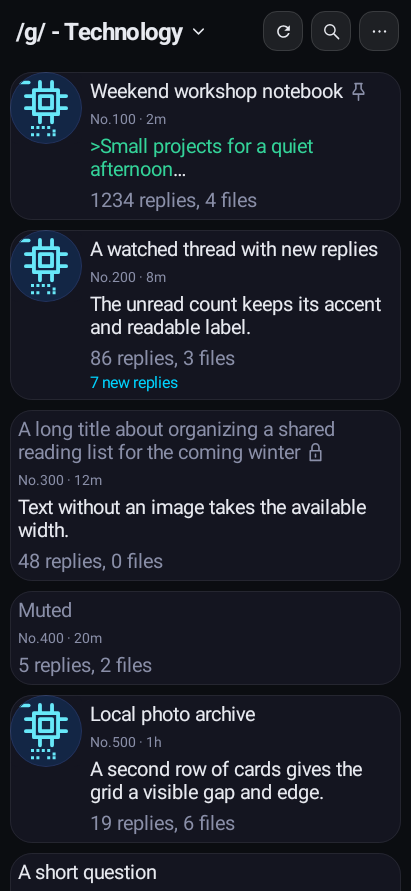 /g/ - Technology
Weekend workshop notebook
No.100 · 2m
>Small projects for a quiet
afternoon...
1234 replies, 4 files
A watched thread with new replies
No.200 · 8m
The unread count keeps its accent
and readable label.
86 replies, 3 files
7 new replies
A long title about organizing a shared
reading list for the coming winter
No.300 · 12m
Text without an image takes the available
width.
48 replies, 0 files
Muted
No.400 · 20m
5 replies, 2 files
Local photo archive
No.500 · 1h
A second row of cards gives the
grid a visible gap and edge.
19 replies, 6 files
A short question